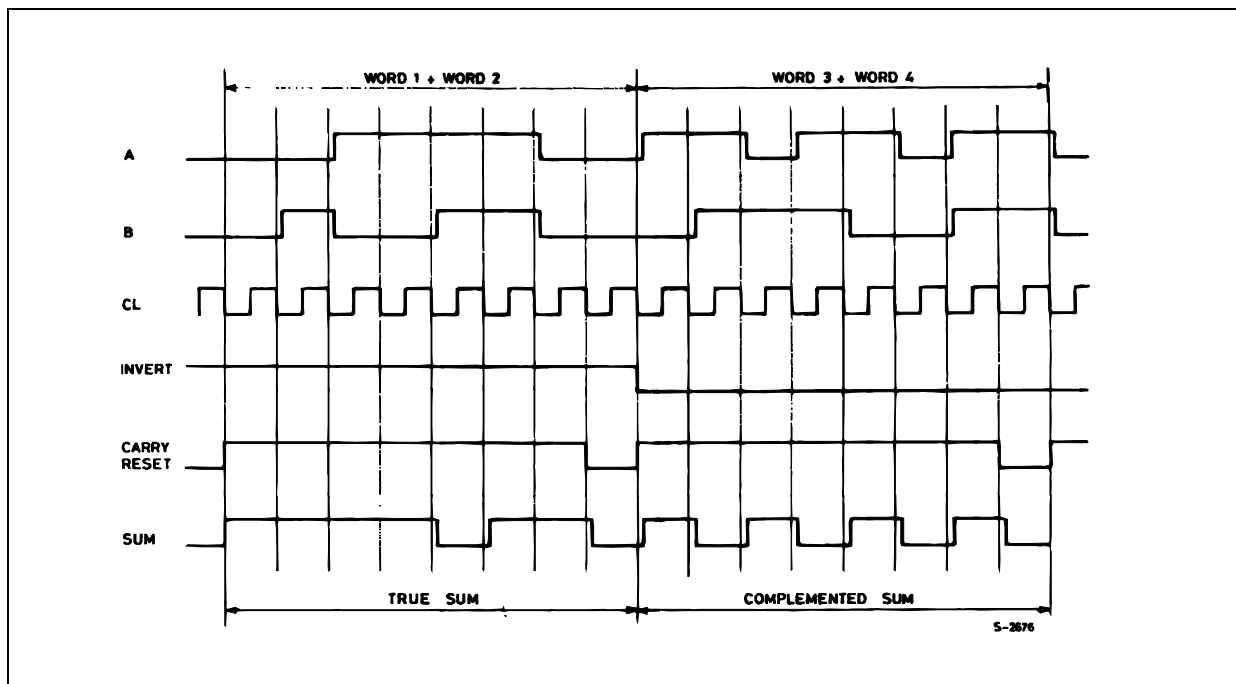 WORD 1 + WORD 2
WORD 3 + WORD 4
A
B
CL
INVERT
CARRY
RESET
SUM
TRUE SUM
COMPLEMENTED SUM
S-2676